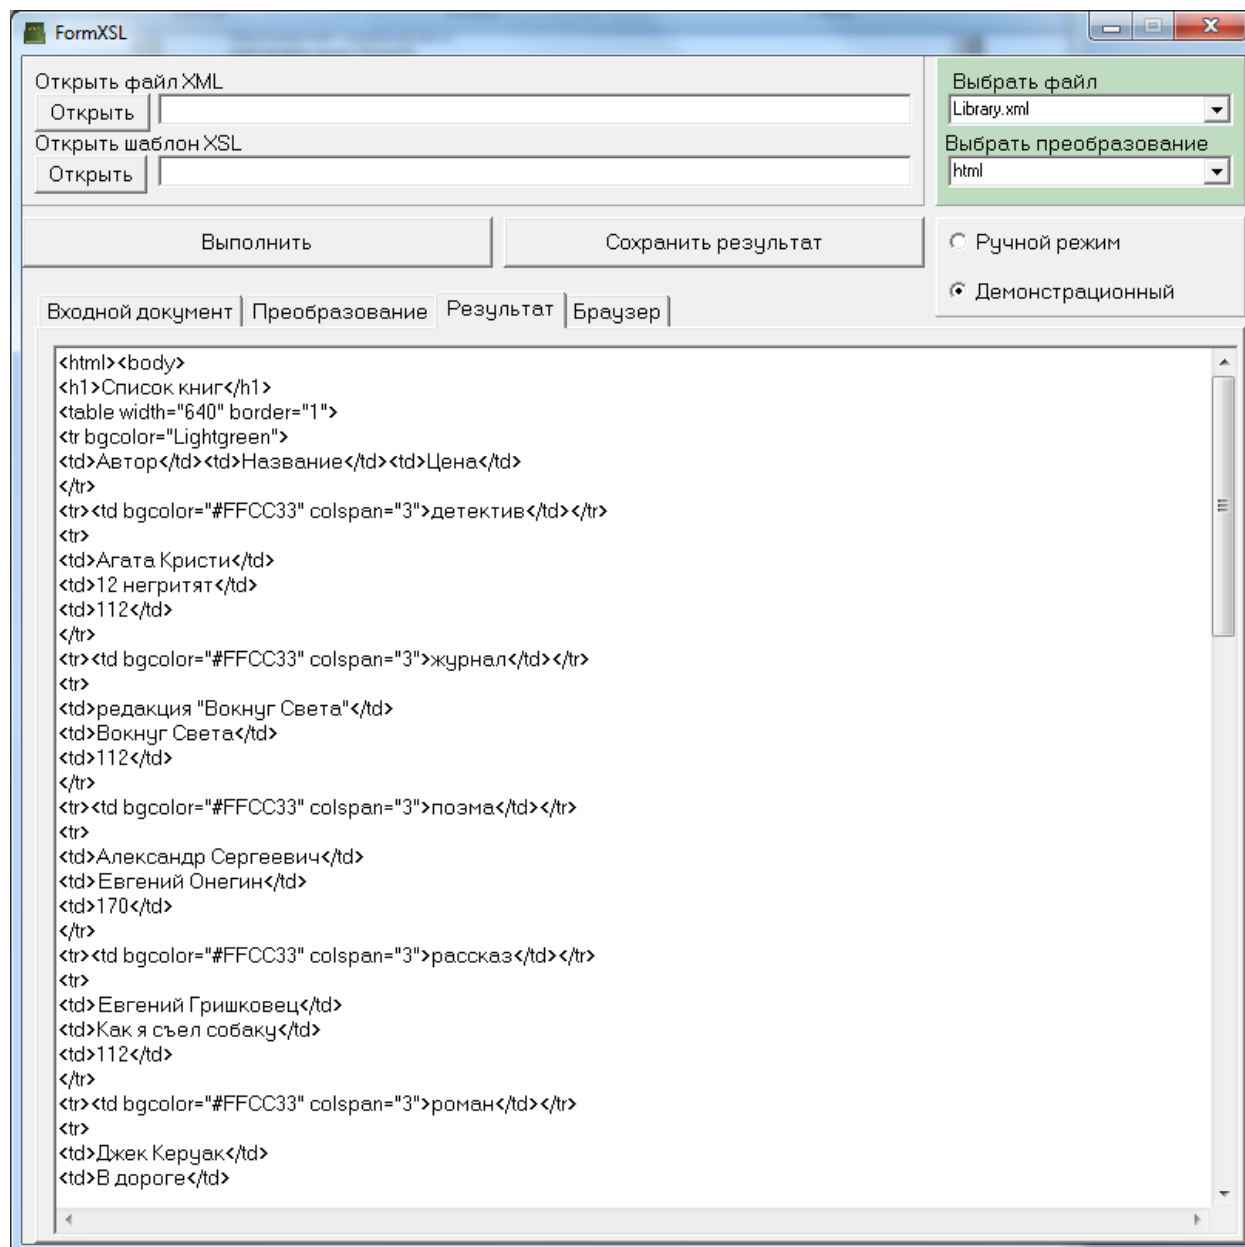 FormXSL
Открыть файл XML
Открыть
Открыть шаблон XSL
Открыть
Выбрать файл
Library.xml
Выбрать преобразование
html
Выполнить
Сохранить результат
Ручной режим
Демонстрационный
Входной документ
Преобразование
Результат
Браузер
<html><body>
<h1>Список книг</h1>
<table width="640" border="1">
<tr bgcolor="Lightgreen">
<td>Автор</td><td>Название</td><td>Цена</td>
</tr>
<tr><td bgcolor="#FFCC33" colspan="3">детектив</td></tr>
<tr>
<td>Агата Кристи</td>
<td>12 негритят</td>
<td>112</td>
</tr>
<tr><td bgcolor="#FFCC33" colspan="3">журнал</td></tr>
<tr>
<td>редакция "Вокнуг Света"</td>
<td>Вокнуг Света</td>
<td>112</td>
</tr>
<tr><td bgcolor="#FFCC33" colspan="3">поэма</td></tr>
<tr>
<td>Александр Сергеевич</td>
<td>Евгений Онегин</td>
<td>170</td>
</tr>
<tr><td bgcolor="#FFCC33" colspan="3">рассказ</td></tr>
<tr>
<td>Евгений Гришковец</td>
<td>Как я съел собаку</td>
<td>112</td>
</tr>
<tr><td bgcolor="#FFCC33" colspan="3">роман</td></tr>
<tr>
<td>Джек Керуак</td>
<td>В дороге</td>